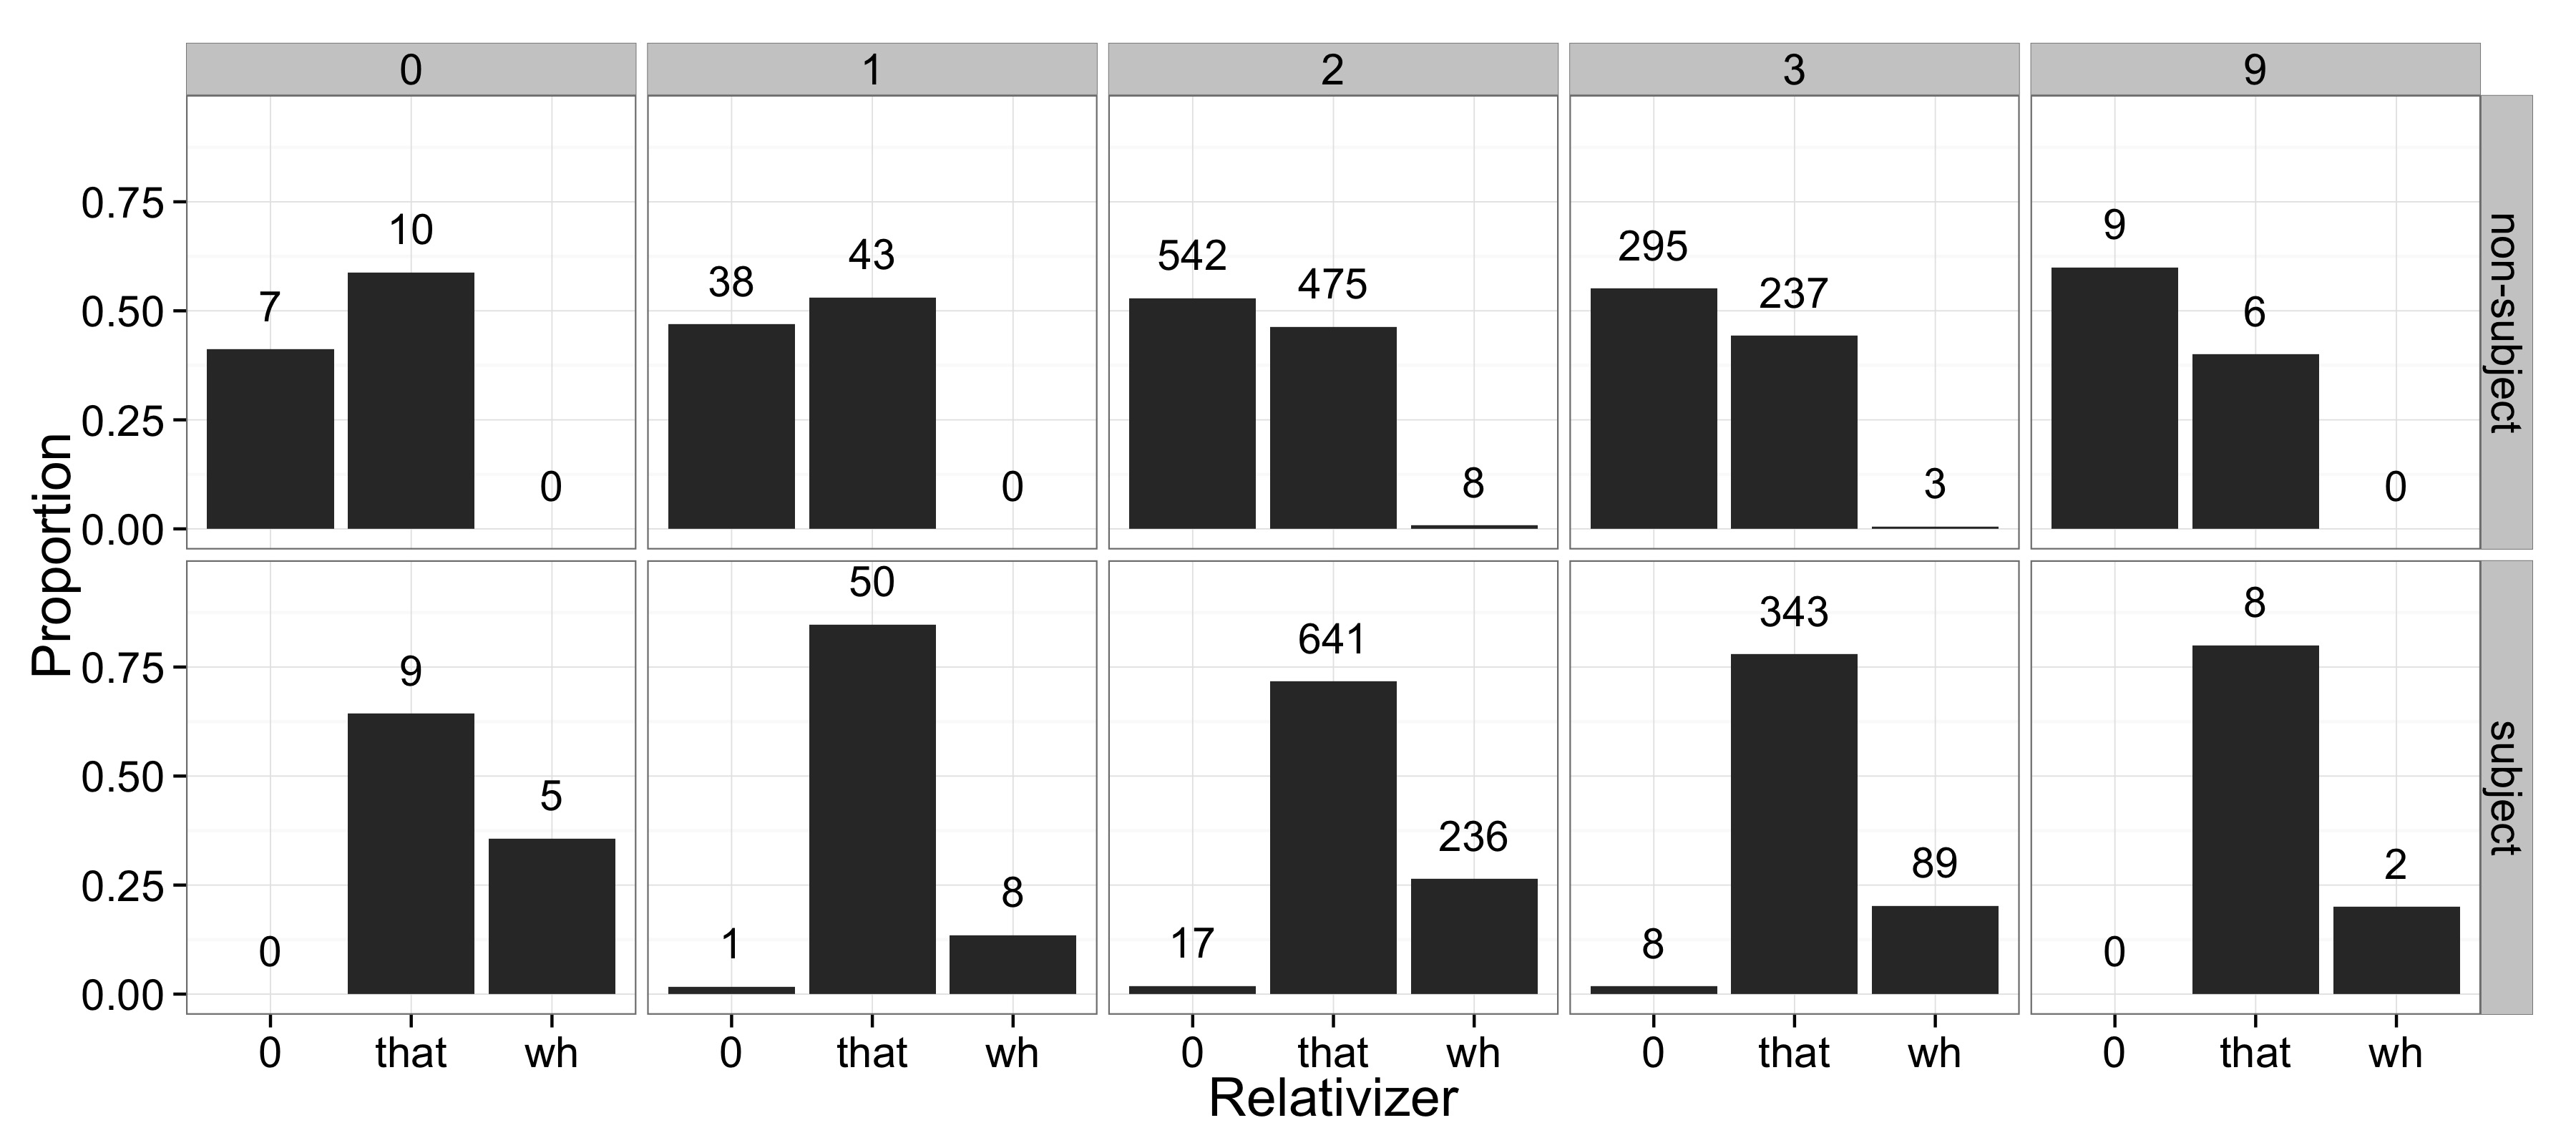 0 1 2 3 9
Proportion
non-subject
0.75
0.50
0.25
0.00
7 10 0
38 43 0
542 475 8
295 237 3
9 6 0
subject
0.75
0.50
0.25
0.00
0 9 5
1 50 8
17 641 236
8 343 89
0 8 2
0 that wh 0 that wh 0 that wh 0 that wh 0 that wh
Relativizer